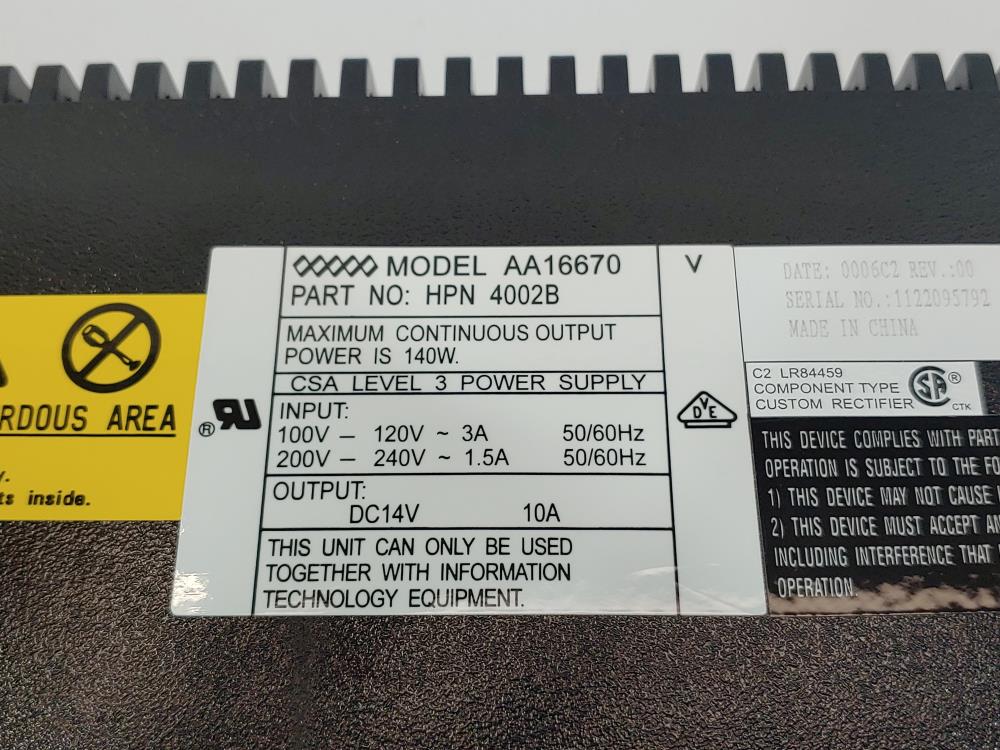 RDOUS AREA
y.
ts inside.
MODEL AA16670
PART NO: HPN 4002B
MAXIMUM CONTINUOUS OUTPUT
POWER IS 140W.
CSA LEVEL 3 POWER SUPPLY
INPUT:
100V – 120V ~ 3A 50/60Hz
200V – 240V ~ 1.5A 50/60Hz
OUTPUT:
DC14V 10A
THIS UNIT CAN ONLY BE USED
TOGETHER WITH INFORMATION
TECHNOLOGY EQUIPMENT.
V
DVE
DATE: 0006C2 REV.:00
SERIAL NO.:1122095792
MADE IN CHINA
C2 LR84459
COMPONENT TYPE
CUSTOM RECTIFIER
SA ®
CTK
THIS DEVICE COMPLIES WITH PART
OPERATION IS SUBJECT TO THE FO
1) THIS DEVICE MAY NOT CAUSE
2) THIS DEVICE MUST ACCEPT AN
INCLUDING INTERFERENCE THAT
OPERATION.